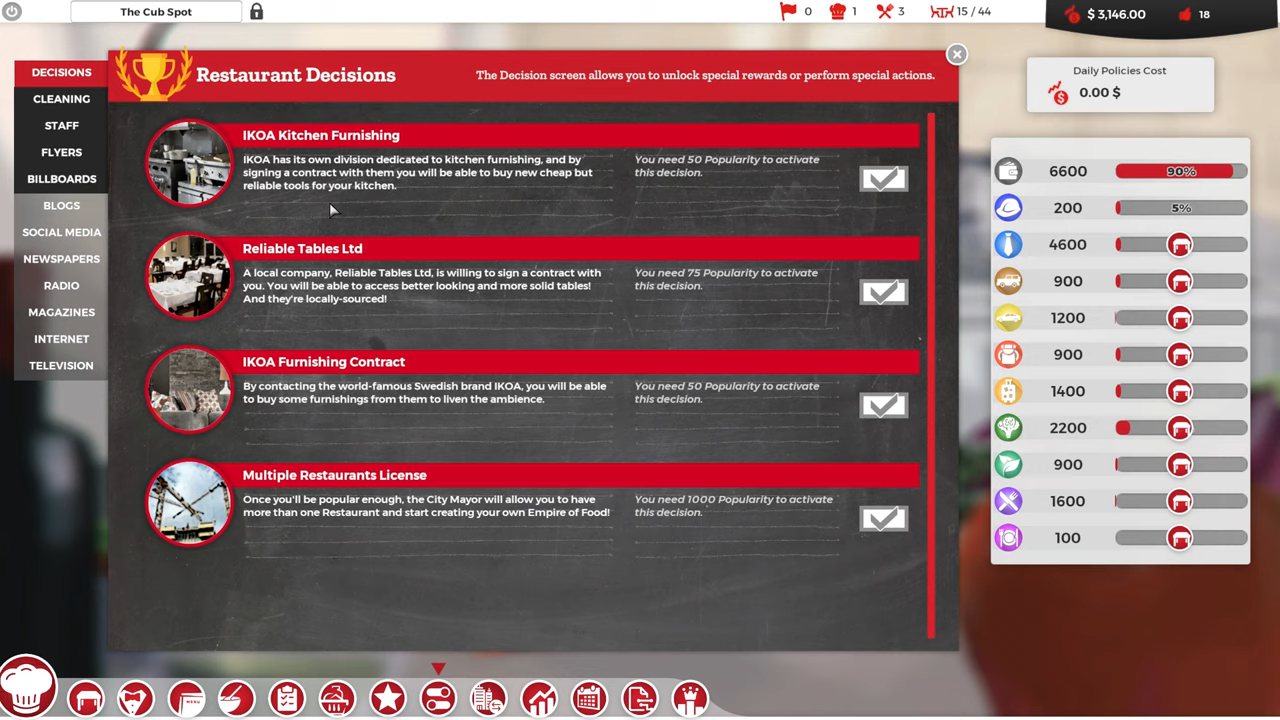 The Cub Spot
0
1
3
15 / 44
$ 3,146.00
18
DECISIONS
CLEANING
STAFF
FLYERS
BILLBOARDS
BLOGS
SOCIAL MEDIA
NEWSPAPERS
RADIO
MAGAZINES
INTERNET
TELEVISION
Restaurant Decisions
The Decision screen allows you to unlock special rewards or perform special actions.
IKOA Kitchen Furnishing
IKOA has its own division dedicated to kitchen furnishing, and by
signing a contract with them you will be able to buy new cheap but
reliable tools for your kitchen.
You need 50 Popularity to activate
this decision.
Reliable Tables Ltd
A local company, Reliable Tables Ltd, is willing to sign a contract with
you. You will be able to access better looking and more solid tables!
And they're locally-sourced!
You need 75 Popularity to activate
this decision.
IKOA Furnishing Contract
By contacting the world-famous Swedish brand IKOA, you will be able
to buy some furnishings from them to liven the ambience.
You need 50 Popularity to activate
this decision.
Multiple Restaurants License
Once you'll be popular enough, the City Mayor will allow you to have
more than one Restaurant and start creating your own Empire of Food!
You need 1000 Popularity to activate
this decision.
Daily Policies Cost
0.00 $
6600
90%
200
5%
4600
900
1200
900
1400
2200
900
1600
100
MENU